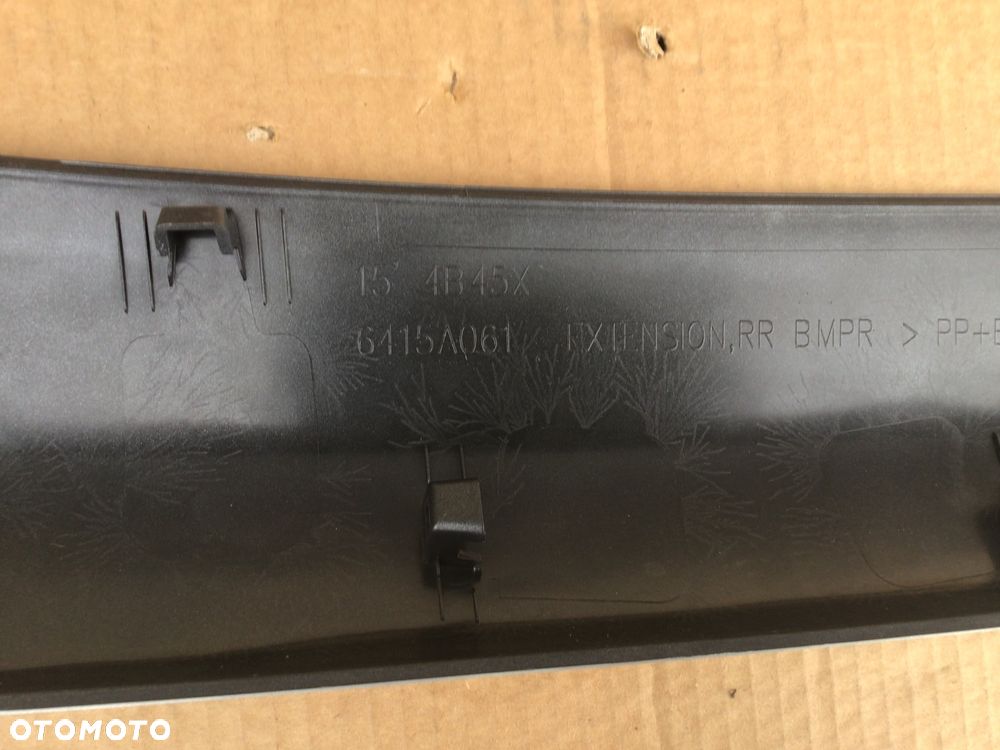 15' 4B45X
6415A061 EXTENSION,RR BMPR > PP+E
OTOMOTO